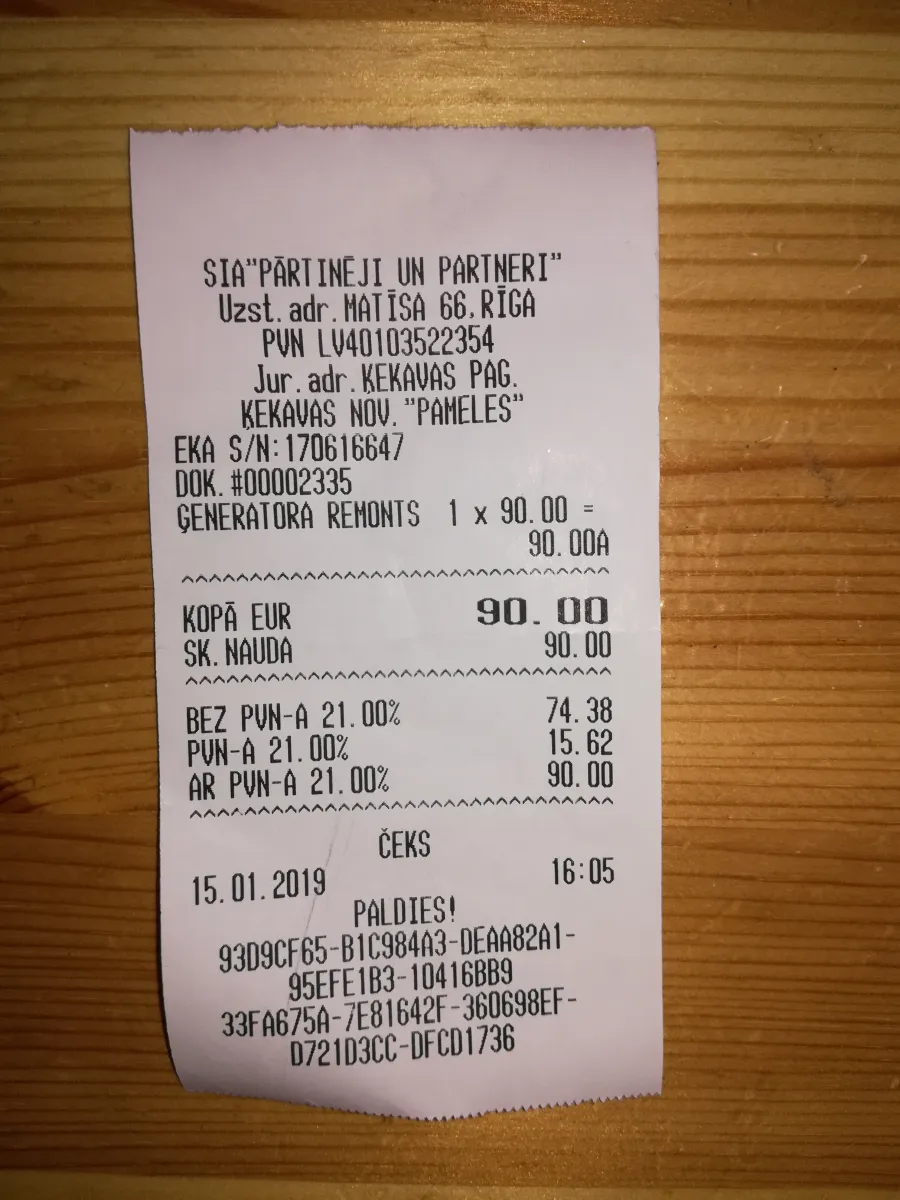 SIA"PĀRTINĒJI UN PARTNERI"
Uzst. adr. MATĪSA 66, RĪGA
PVN LV40103522354
Jur. adr. ĶEKAVAS PAG.
ĶEKAVAS NOV. "PAMELES"
EKA S/N:170616647
DOK. #00002335
ĢENERATORA REMONTS 1 x 90.00 =
90.00A
^^^^^^^^^^^^^^^^^^^^^^^^^^^^^^^^
KOPĀ EUR 90.00
SK. NAUDA 90.00
^^^^^^^^^^^^^^^^^^^^^^^^^^^^^^^^
BEZ PVN-A 21.00% 74.38
PVN-A 21.00% 15.62
AR PVN-A 21.00% 90.00
^^^^^^^^^^^^^^^^^^^^^^^^^^^^^^^^
ČEKS
15.01.2019 16:05
PALDIES!
93D9CF65-B1C984A3-DEAA82A1-
95EFE1B3-10416BB9
33FA675A-7E81642F-360698EF-
D721D3CC-DFCD1736